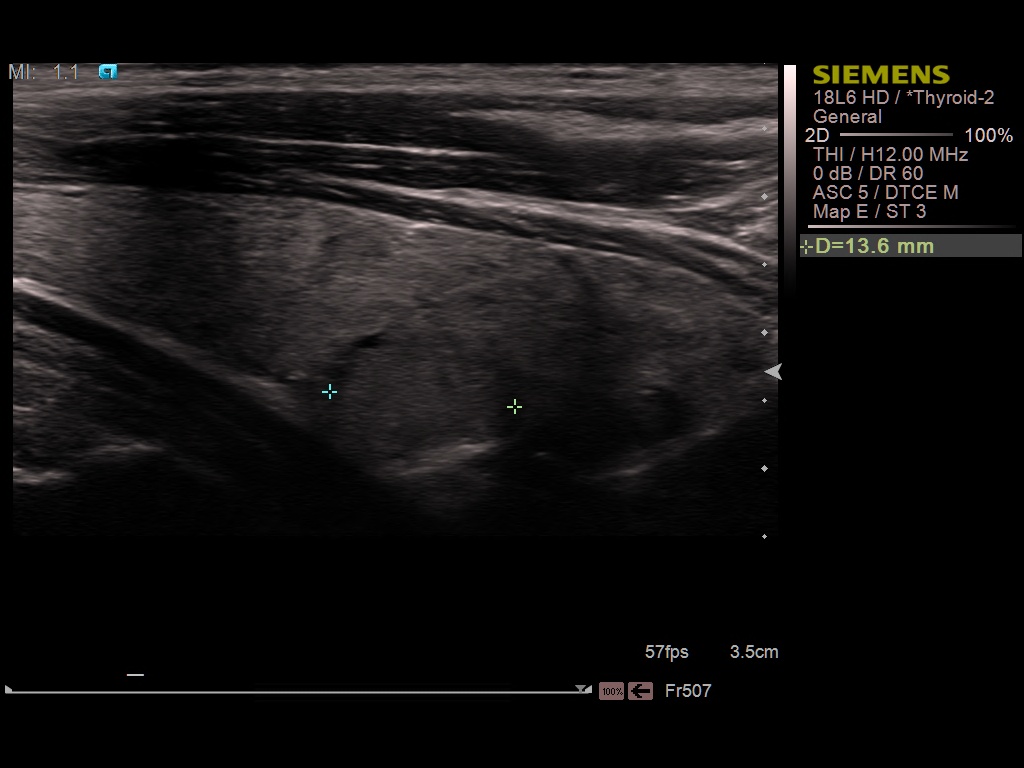 MI: 1.1
SIEMENS
18L6 HD / *Thyroid-2
General
2D 100%
THI / H12.00 MHz
0 dB / DR 60
ASC 5 / DTCE M
Map E / ST 3
D=13.6 mm
57fps 3.5cm
100% Fr507